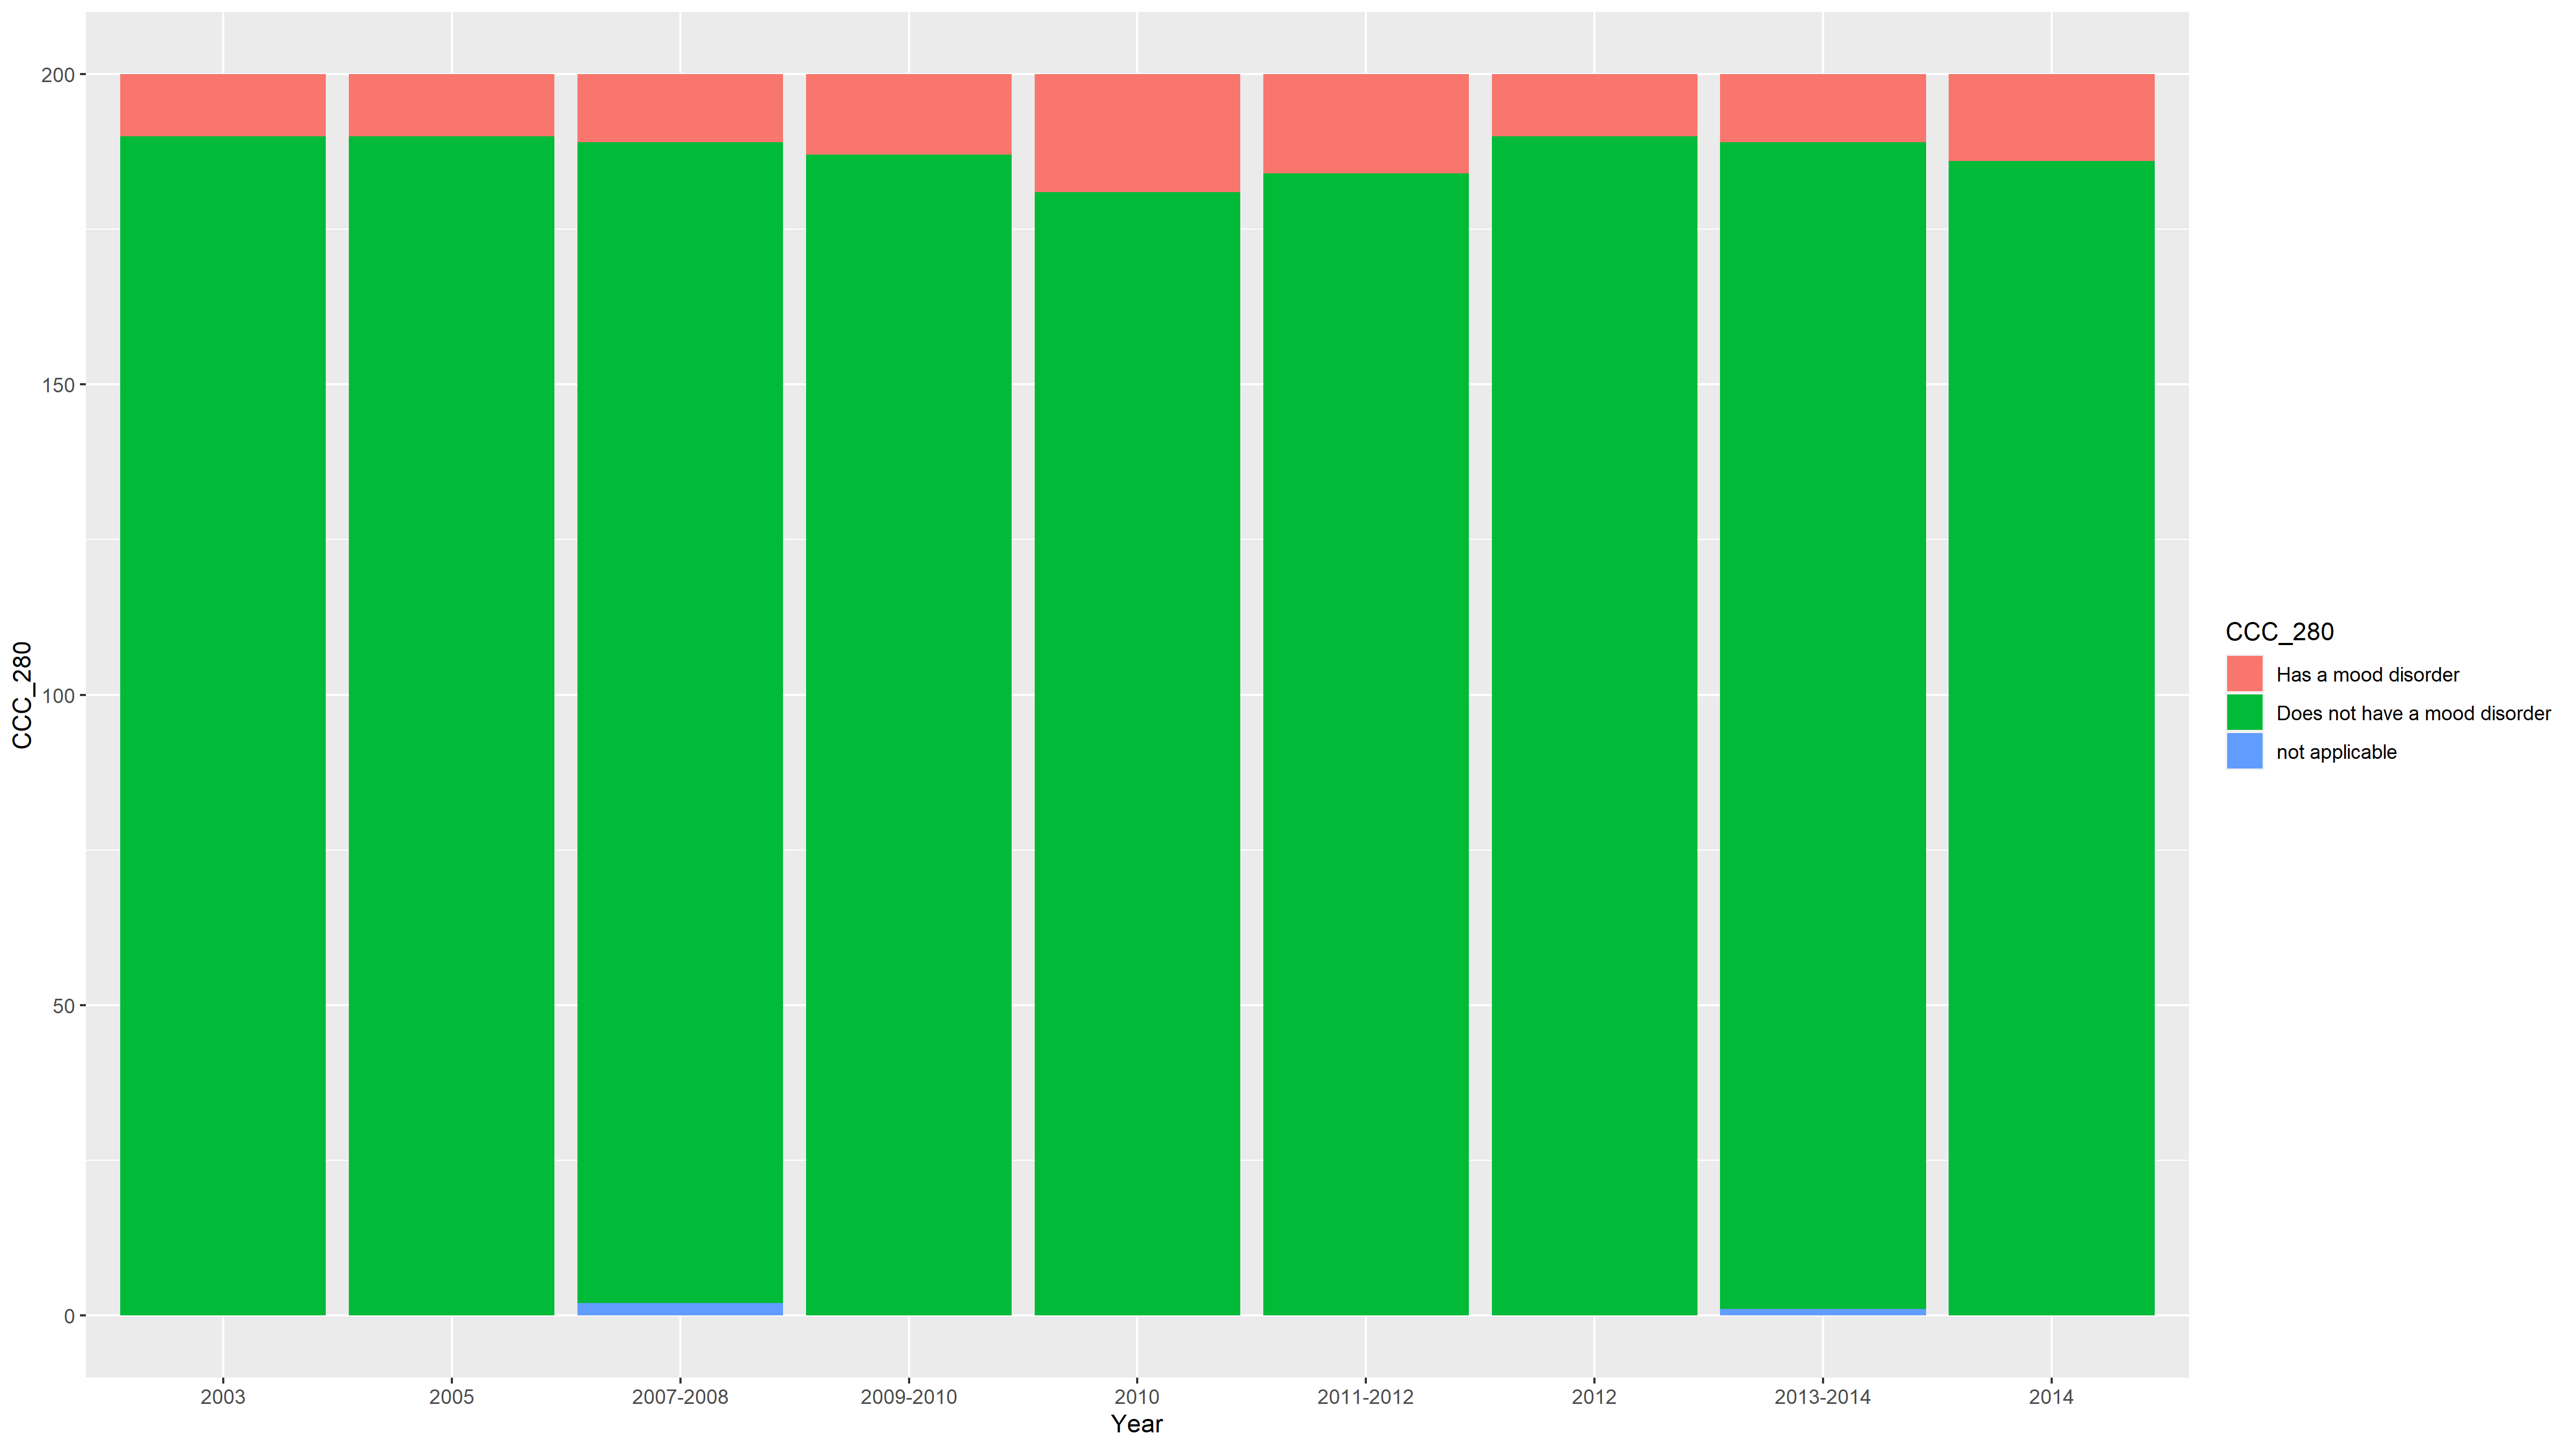 200
150
100
50
0
CCC_280
2003
2005
2007-2008
2009-2010
2010
2011-2012
2012
2013-2014
2014
Year
CCC_280
Has a mood disorder
Does not have a mood disorder
not applicable